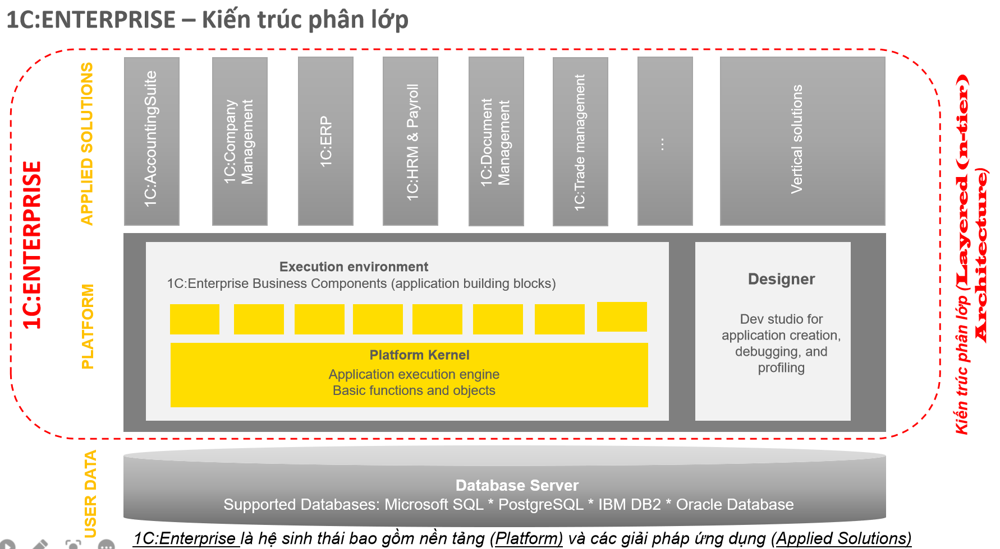 1C:ENTERPRISE – Kiến trúc phân lớp
1C:ENTERPRISE
APPLIED SOLUTIONS
1C:AccountingSuite
1C:Company
Management
1C:ERP
1C:HRM & Payroll
1C:Document
Management
1C:Trade management
...
Vertical solutions
Kiến trúc phân lớp (Layered (n-tier)
Architecture)
PLATFORM
Execution environment
1C:Enterprise Business Components (application building blocks)
Platform Kernel
Application execution engine
Basic functions and objects
Designer
Dev studio for
application creation,
debugging, and
profiling
USER DATA
Database Server
Supported Databases: Microsoft SQL * PostgreSQL * IBM DB2 * Oracle Database
1C:Enterprise là hệ sinh thái bao gồm nền tảng (Platform) và các giải pháp ứng dụng (Applied Solutions)